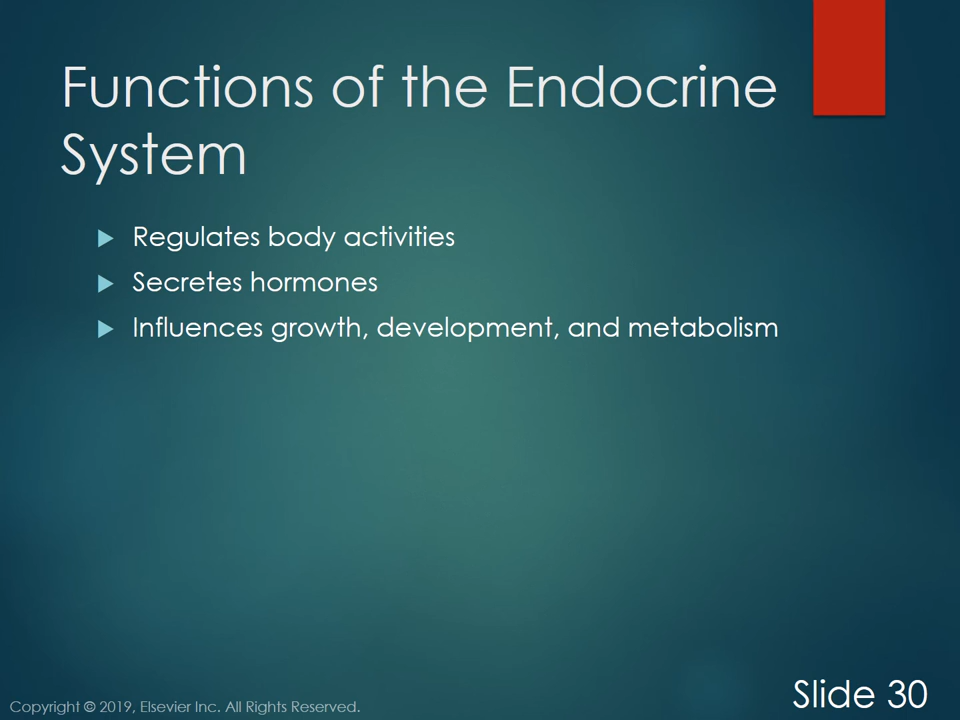 Functions of the Endocrine
System
Regulates body activities
Secretes hormones
Influences growth, development, and metabolism
Copyright © 2019, Elsevier Inc. All Rights Reserved.
Slide 30